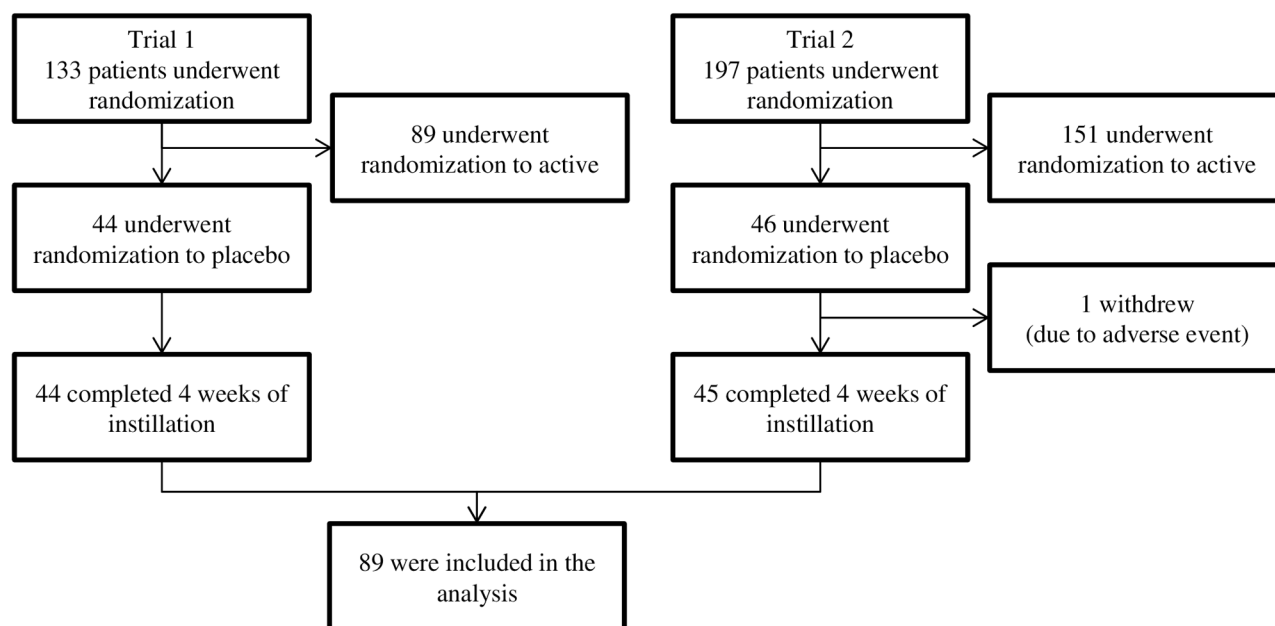 Trial 1
133 patients underwent
randomization
89 underwent
randomization to active
44 underwent
randomization to placebo
44 completed 4 weeks of
instillation
Trial 2
197 patients underwent
randomization
151 underwent
randomization to active
46 underwent
randomization to placebo
1 withdrew
(due to adverse event)
45 completed 4 weeks of
instillation
89 were included in the
analysis